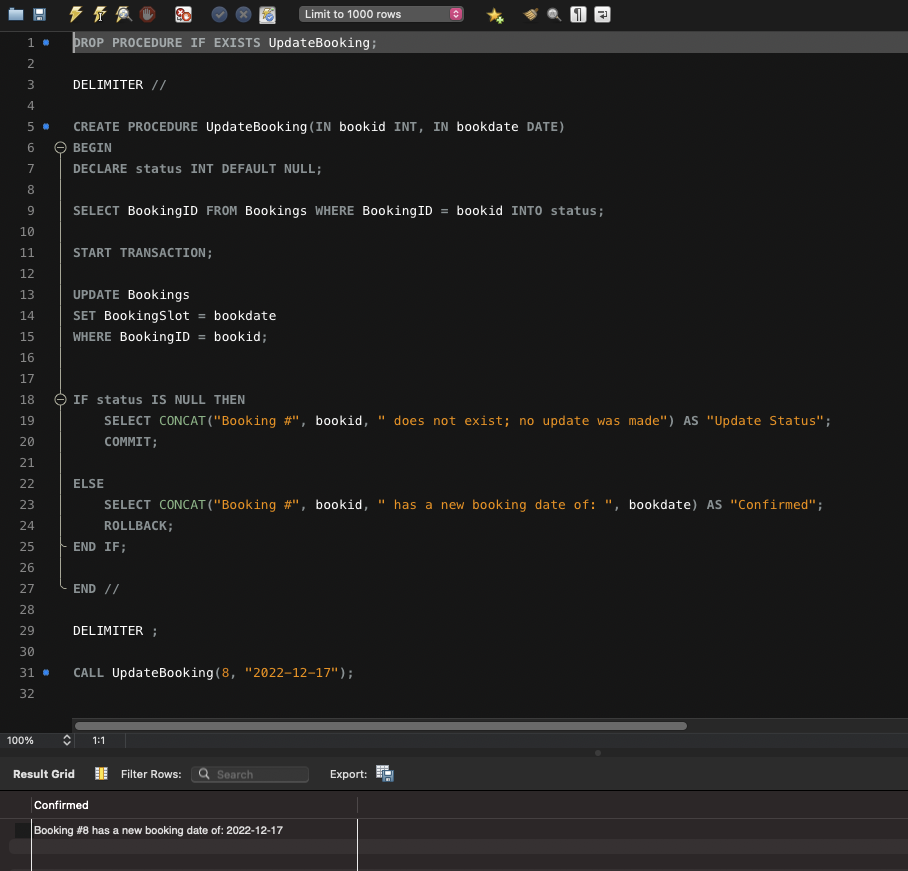 Limit to 1000 rows
1 DROP PROCEDURE IF EXISTS UpdateBooking;
2
3 DELIMITER //
4
5 CREATE PROCEDURE UpdateBooking(IN bookid INT, IN bookdate DATE)
6 BEGIN
7 DECLARE status INT DEFAULT NULL;
8
9 SELECT BookingID FROM Bookings WHERE BookingID = bookid INTO status;
10
11 START TRANSACTION;
12
13 UPDATE Bookings
14 SET BookingSlot = bookdate
15 WHERE BookingID = bookid;
16
17
18 IF status IS NULL THEN
19 SELECT CONCAT("Booking #", bookid, " does not exist; no update was made") AS "Update Status";
20 COMMIT;
21
22 ELSE
23 SELECT CONCAT("Booking #", bookid, " has a new booking date of: ", bookdate) AS "Confirmed";
24 ROLLBACK;
25 END IF;
26
27 END //
28
29 DELIMITER ;
30
31 CALL UpdateBooking(8, "2022-12-17");
32
100% 1:1
Result Grid Filter Rows: Search Export:
Confirmed
Booking #8 has a new booking date of: 2022-12-17